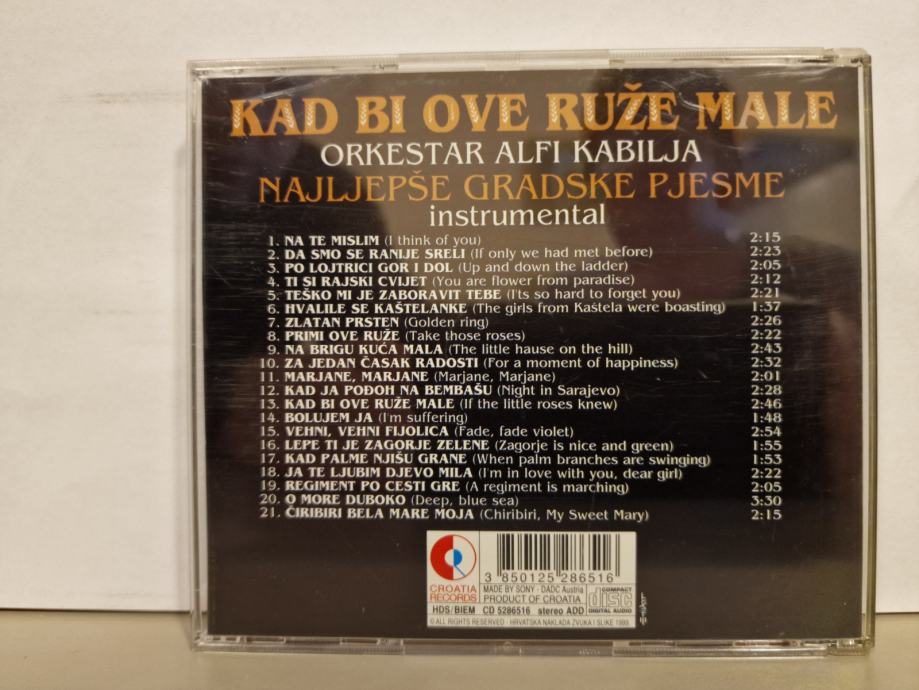 KAD BI OVE RUŽE MALE
ORKESTAR ALFI KABILJA
NAJLJEPŠE GRADSKE PJESME
instrumental
1. NA TE MISLIM (I think of you) 2:15
2. DA SMO SE RANIJE SRELI (If only we had met before) 2:23
3. PO LOJTRICI GOR I DOL (Up and down the ladder) 2:05
4. TI SI RAJSKI CVIJET (You are flower from paradise) 2:12
5. TEŠKO MI JE ZABORAVIT TEBE (I'ts so hard to forget you) 2:21
6. HVALILE SE KAŠTELANKE (The girls from Kaštela were boasting) 1:37
7. ZLATAN PRSTEN (Golden ring) 2:26
8. PRIMI OVE RUŽE (Take those roses) 2:22
9. NA BRIGU KUĆA MALA (The little hause on the hill) 2:43
10. ZA JEDAN ČASAK RADOSTI (For a moment of happiness) 2:32
11. MARJANE, MARJANE (Marjane, Marjane) 2:01
12. KAD JA POĐOH NA BEMBAŠU (Night in Sarajevo) 2:28
13. KAD BI OVE RUŽE MALE (If the little roses knew) 2:46
14. BOLUJEM JA (I'm suffering) 1:48
15. VEHNI, VEHNI FIJOLICA (Fade, fade violet) 2:54
16. LEPE TI JE ZAGORJE ZELENE (Zagorje is nice and green) 1:55
17. KAD PALME NJIŠU GRANE (When palm branches are swinging) 1:53
18. JA TE LJUBIM DJEVO MILA (I'm in love with you, dear girl) 2:22
19. REGIMENT PO CESTI GRE (A regiment is marching) 2:05
20. O MORE DUBOKO (Deep, blue sea) 3:30
21. ČIRIBIRI BELA MARE MOJA (Chiribiri, My Sweet Mary) 2:15
CROATIA RECORDS
3 850125 286516
MADE BY SONY - DADC Austria
PRODUCT OF CROATIA
COMPACT disc DIGITAL AUDIO
HDS/BIEM CD 5286516 stereo ADD
© ALL RIGHTS RESERVED - HRVATSKA NAKLADA ZVUKA I SLIKE